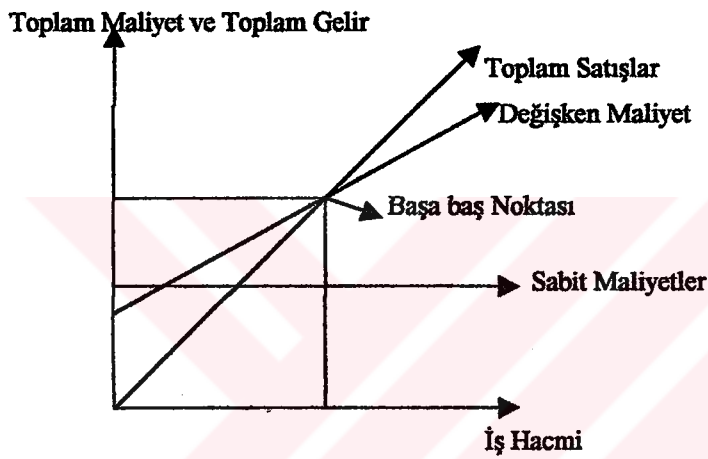 Toplam Maliyet ve Toplam Gelir
Toplam Satışlar
Değişken Maliyet
Başa baş Noktası
Sabit Maliyetler
İş Hacmi